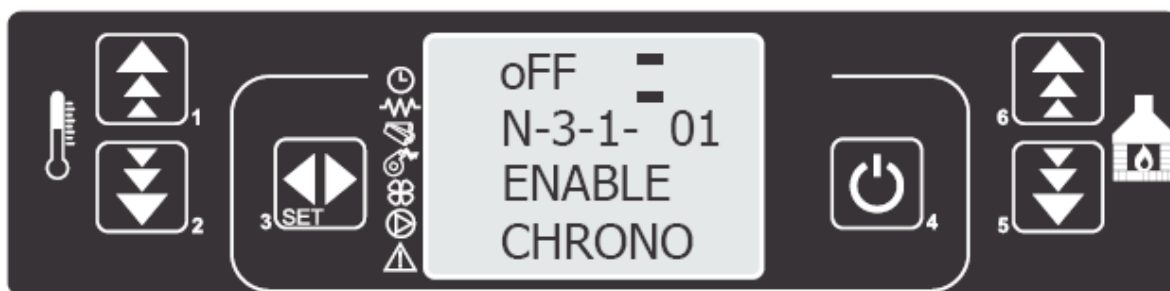 oFF
N-3-1- 01
ENABLE
CHRONO
1
2
3 SET
4
6
5